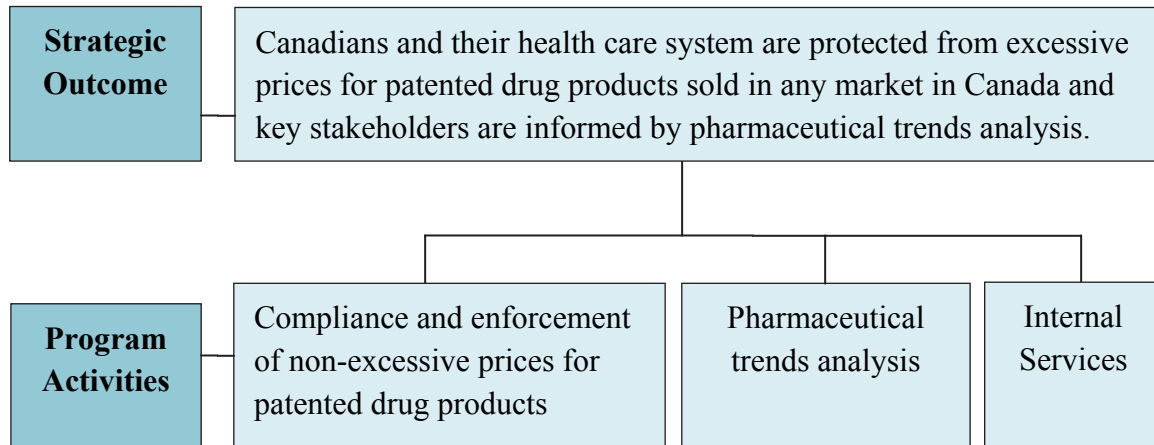 Strategic
Outcome
Canadians and their health care system are protected from excessive
prices for patented drug products sold in any market in Canada and
key stakeholders are informed by pharmaceutical trends analysis.
Program
Activities
Compliance and enforcement
of non-excessive prices for
patented drug products
Pharmaceutical
trends analysis
Internal
Services